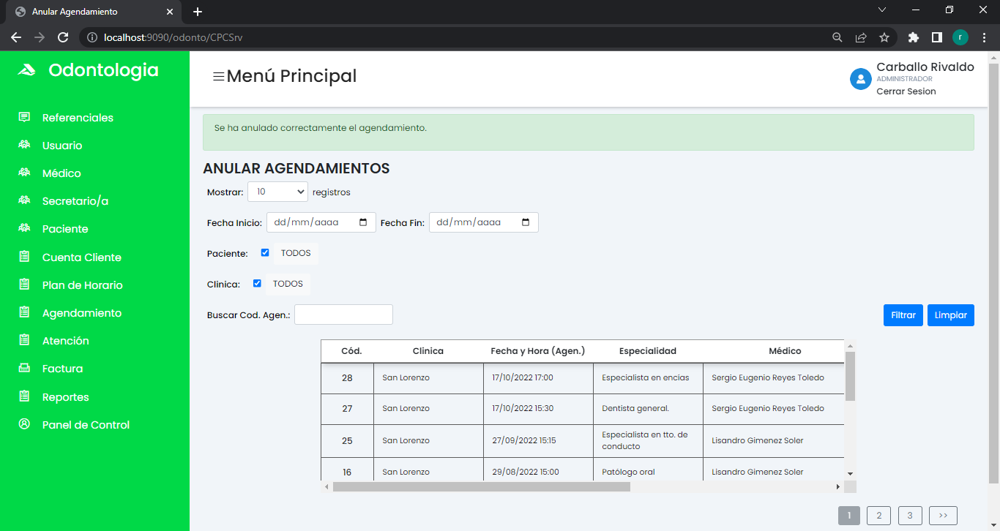 Anular Agendamiento
localhost:9090/odonto/CPCSrv
r
Odontologia
Menú Principal
Carballo Rivaldo
ADMINISTRADOR
Cerrar Sesion
Referenciales
Usuario
Médico
Secretario/a
Paciente
Cuenta Cliente
Plan de Horario
Agendamiento
Atención
Factura
Reportes
Panel de Control
Se ha anulado correctamente el agendamiento.
ANULAR AGENDAMIENTOS
Mostrar: 10 registros
Fecha Inicio: dd/mm/aaaa Fecha Fin: dd/mm/aaaa
Paciente: TODOS
Clinica: TODOS
Buscar Cod. Agen.: Filtrar Limpiar
Cód. Clinica Fecha y Hora (Agen.) Especialidad Médico
28 San Lorenzo 17/10/2022 17:00 Especialista en encías Sergio Eugenio Reyes Toledo
27 San Lorenzo 17/10/2022 15:30 Dentista general. Sergio Eugenio Reyes Toledo
25 San Lorenzo 27/09/2022 15:15 Especialista en tto. de
conducto Lisandro Gimenez Soler
16 San Lorenzo 29/08/2022 15:00 Patólogo oral Lisandro Gimenez Soler
1 2 3 >>